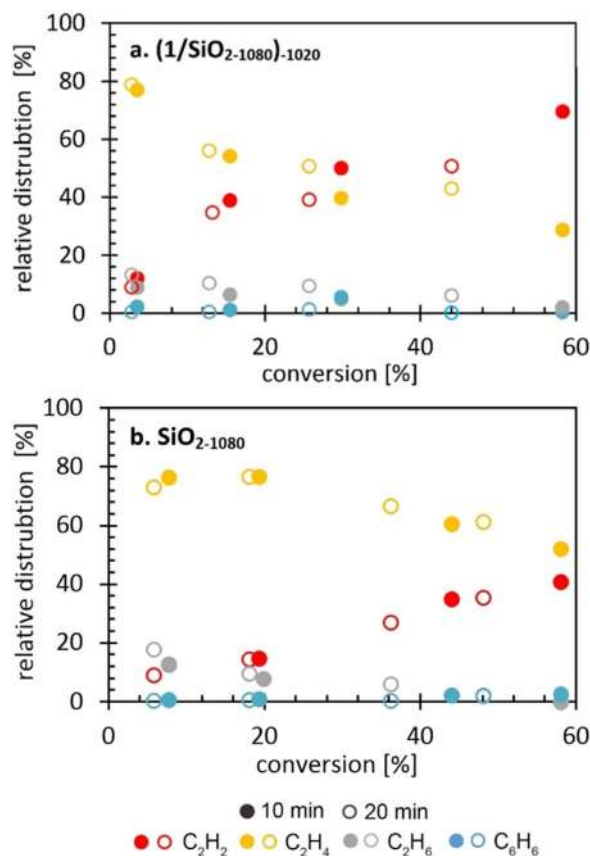 100
a. (1/SiO2-1080)-1020
80
60
40
20
0
relative distrubtion [%]
0 20 40 60
conversion [%]
100
b. SiO2-1080
80
60
40
20
0
relative distrubtion [%]
0 20 40 60
conversion [%]
10 min 20 min
C2H2 C2H4 C2H6 C6H6